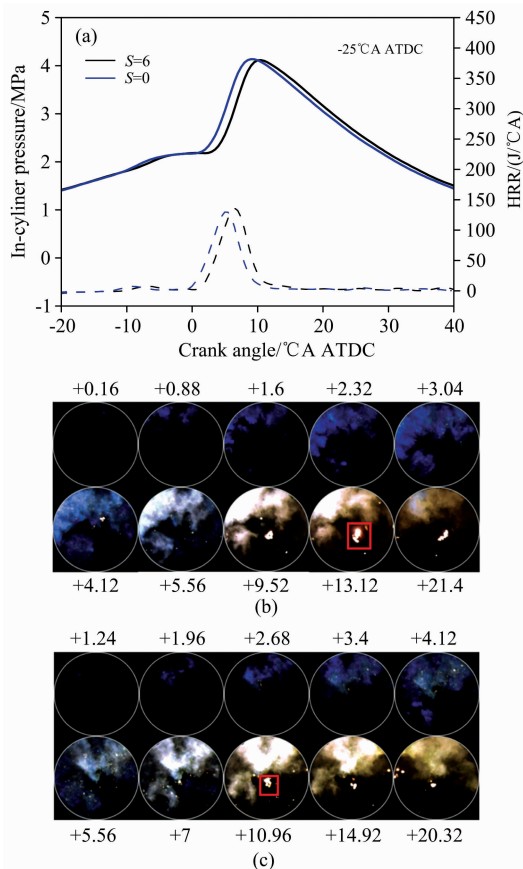 (a)
-25℃A ATDC
S=6
S=0
In-cyliner pressure/MPa
5
4
3
2
1
0
-1
HRR/(J/℃A)
450
400
350
300
250
200
150
100
50
0
-20 -10 0 10 20 30 40
Crank angle/℃A ATDC
+0.16 +0.88 +1.6 +2.32 +3.04
+4.12 +5.56 +9.52 +13.12 +21.4
(b)
+1.24 +1.96 +2.68 +3.4 +4.12
+5.56 +7 +10.96 +14.92 +20.32
(c)